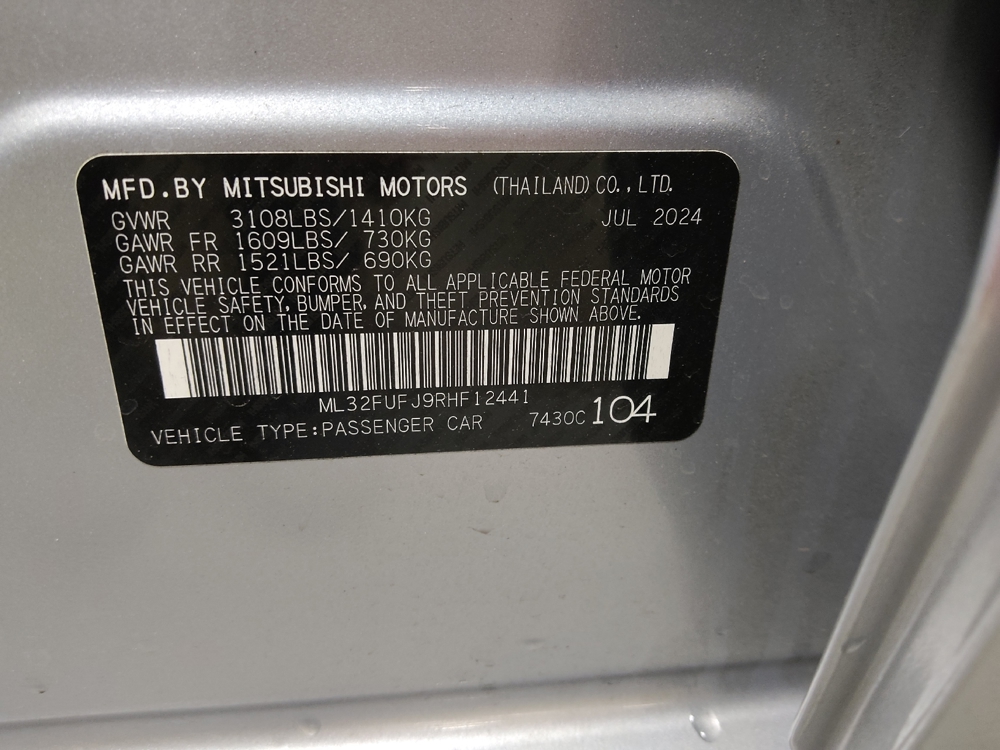 MFD.BY MITSUBISHI MOTORS (THAILAND) CO.,LTD.
GVWR 3108LBS/1410KG JUL 2024
GAWR FR 1609LBS/ 730KG
GAWR RR 1521LBS/ 690KG
THIS VEHICLE CONFORMS TO ALL APPLICABLE FEDERAL MOTOR
VEHICLE SAFETY, BUMPER, AND THEFT PREVENTION STANDARDS
IN EFFECT ON THE DATE OF MANUFACTURE SHOWN ABOVE.
ML32FUFJ9RHF12441
VEHICLE TYPE:PASSENGER CAR 7430C 104